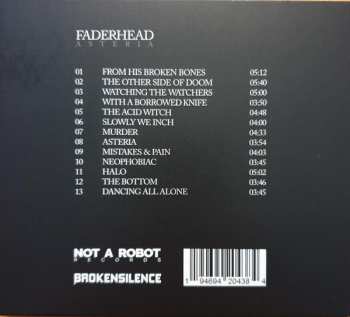 FADERHEAD
ASTERIA
01 FROM HIS BROKEN BONES 05:12
02 THE OTHER SIDE OF DOOM 05:40
03 WATCHING THE WATCHERS 05:00
04 WITH A BORROWED KNIFE 03:50
05 THE ACID WITCH 04:48
06 SLOWLY WE INCH 04:00
07 MURDER 04:33
08 ASTERIA 03:54
09 MISTAKES & PAIN 04:03
10 NEOPHOBIAC 03:45
11 HALO 05:02
12 THE BOTTOM 03:46
13 DANCING ALL ALONE 03:45
NOT A ROBOT
RECORDS
BROKENSILENCE
1 94694 20438 4